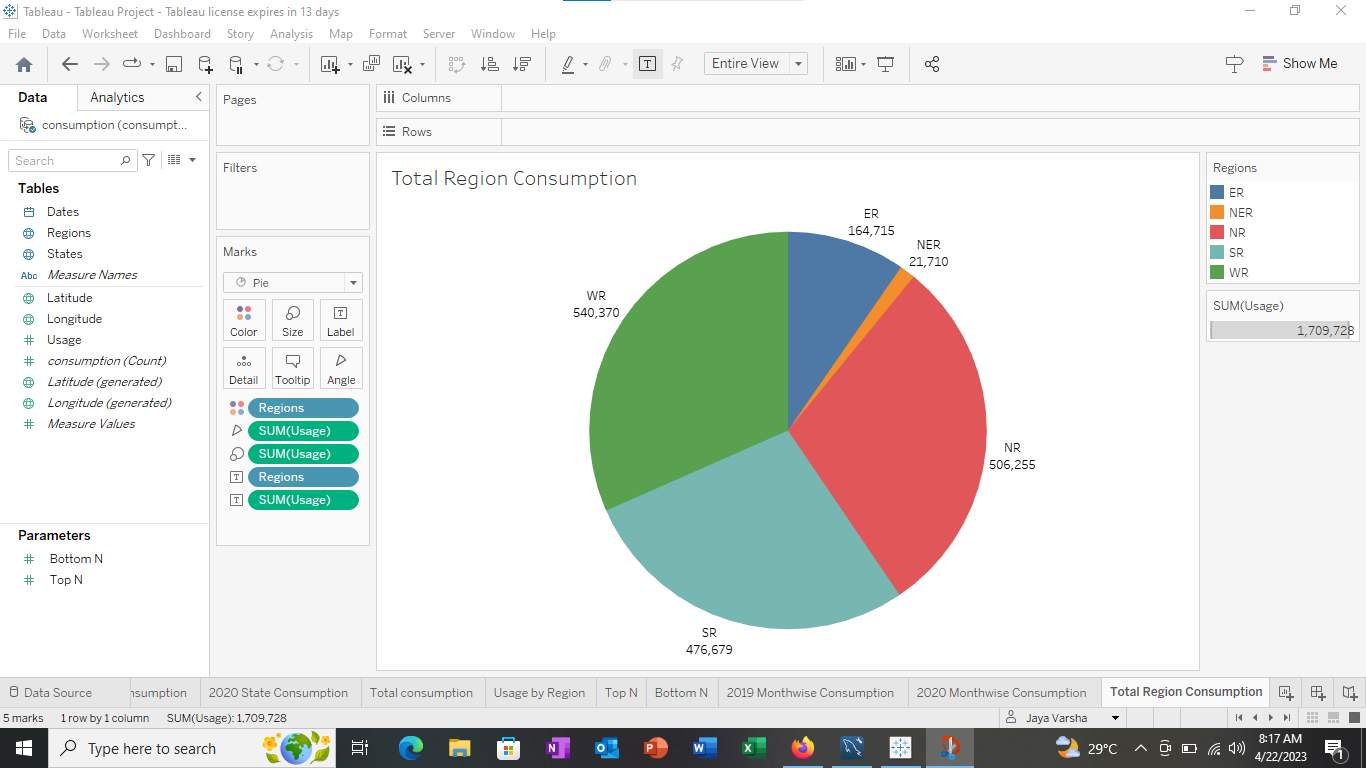 Tableau - Tableau Project - Tableau license expires in 13 days
File Data Worksheet Dashboard Story Analysis Map Format Server Window Help
T Entire View Show Me
Data Analytics
consumption (consumpt...
Search
Tables
Dates
Regions
States
Abc Measure Names
Latitude
Longitude
Usage
consumption (Count)
Latitude (generated)
Longitude (generated)
Measure Values
Parameters
Bottom N
Top N
Pages
Filters
Marks
Pie
Color Size Label
Detail Tooltip Angle
Regions
SUM(Usage)
SUM(Usage)
Regions
SUM(Usage)
Columns
Rows
Total Region Consumption
ER
164,715
NER
21,710
WR
540,370
NR
506,255
SR
476,679
Regions
ER
NER
NR
SR
WR
SUM(Usage)
1,709,728
Data Source nsumption 2020 State Consumption Total consumption Usage by Region Top N Bottom N 2019 Monthwise Consumption 2020 Monthwise Consumption Total Region Consumption
5 marks 1 row by 1 column SUM(Usage): 1,709,728 Jaya Varsha
Type here to search 29°C 8:17 AM
4/22/2023 1